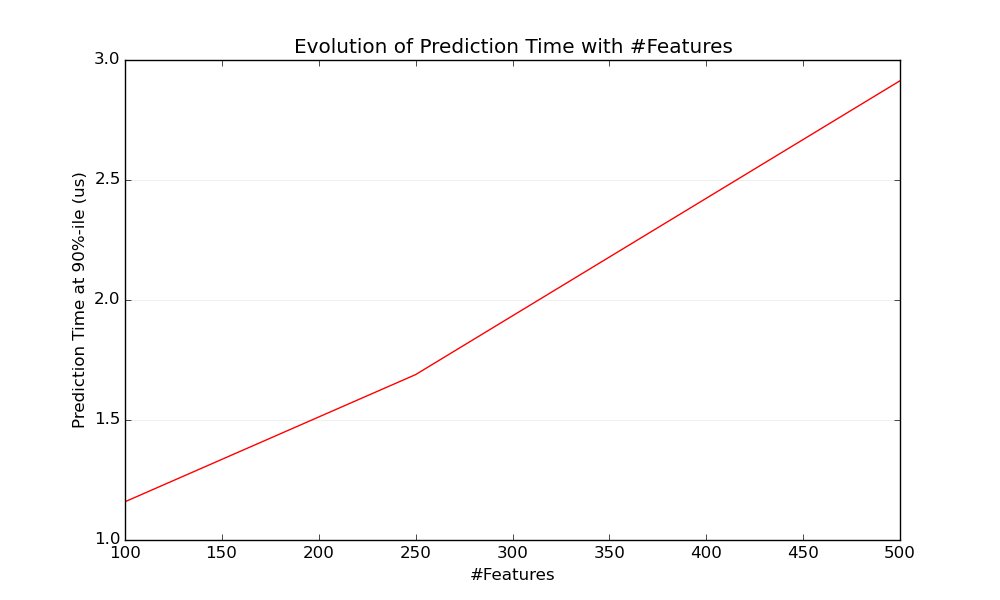 Evolution of Prediction Time with #Features
3.0
2.5
2.0
1.5
1.0
Prediction Time at 90%-ile (us)
100 150 200 250 300 350 400 450 500
#Features